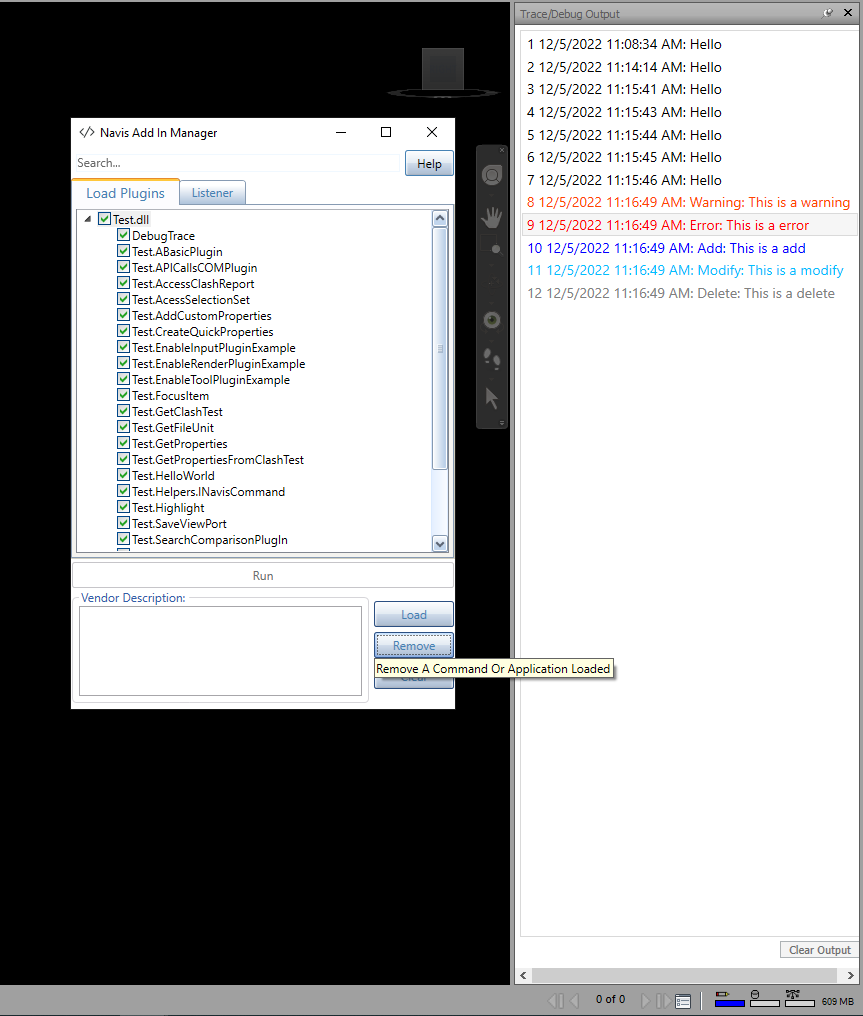 Trace/Debug Output
1 12/5/2022 11:08:34 AM: Hello
2 12/5/2022 11:14:14 AM: Hello
3 12/5/2022 11:15:41 AM: Hello
4 12/5/2022 11:15:43 AM: Hello
5 12/5/2022 11:15:44 AM: Hello
6 12/5/2022 11:15:45 AM: Hello
7 12/5/2022 11:15:46 AM: Hello
8 12/5/2022 11:16:49 AM: Warning: This is a warning
9 12/5/2022 11:16:49 AM: Error: This is a error
10 12/5/2022 11:16:49 AM: Add: This is a add
11 12/5/2022 11:16:49 AM: Modify: This is a modify
12 12/5/2022 11:16:49 AM: Delete: This is a delete
Navis Add In Manager
Search...
Help
Load Plugins
Listener
Test.dll
DebugTrace
Test.ABasicPlugin
Test.APICallsCOMPlugin
Test.AccessClashReport
Test.AcessSelectionSet
Test.AddCustomProperties
Test.CreateQuickProperties
Test.EnableInputPluginExample
Test.EnableRenderPluginExample
Test.EnableToolPluginExample
Test.FocusItem
Test.GetClashTest
Test.GetFileUnit
Test.GetProperties
Test.GetPropertiesFromClashTest
Test.HelloWorld
Test.Helpers.INavisCommand
Test.Highlight
Test.SaveViewPort
Test.SearchComparisonPlugIn
Run
Vendor Description:
Load
Remove
Remove A Command Or Application Loaded
Clear
Clear Output
0 of 0
609 MB